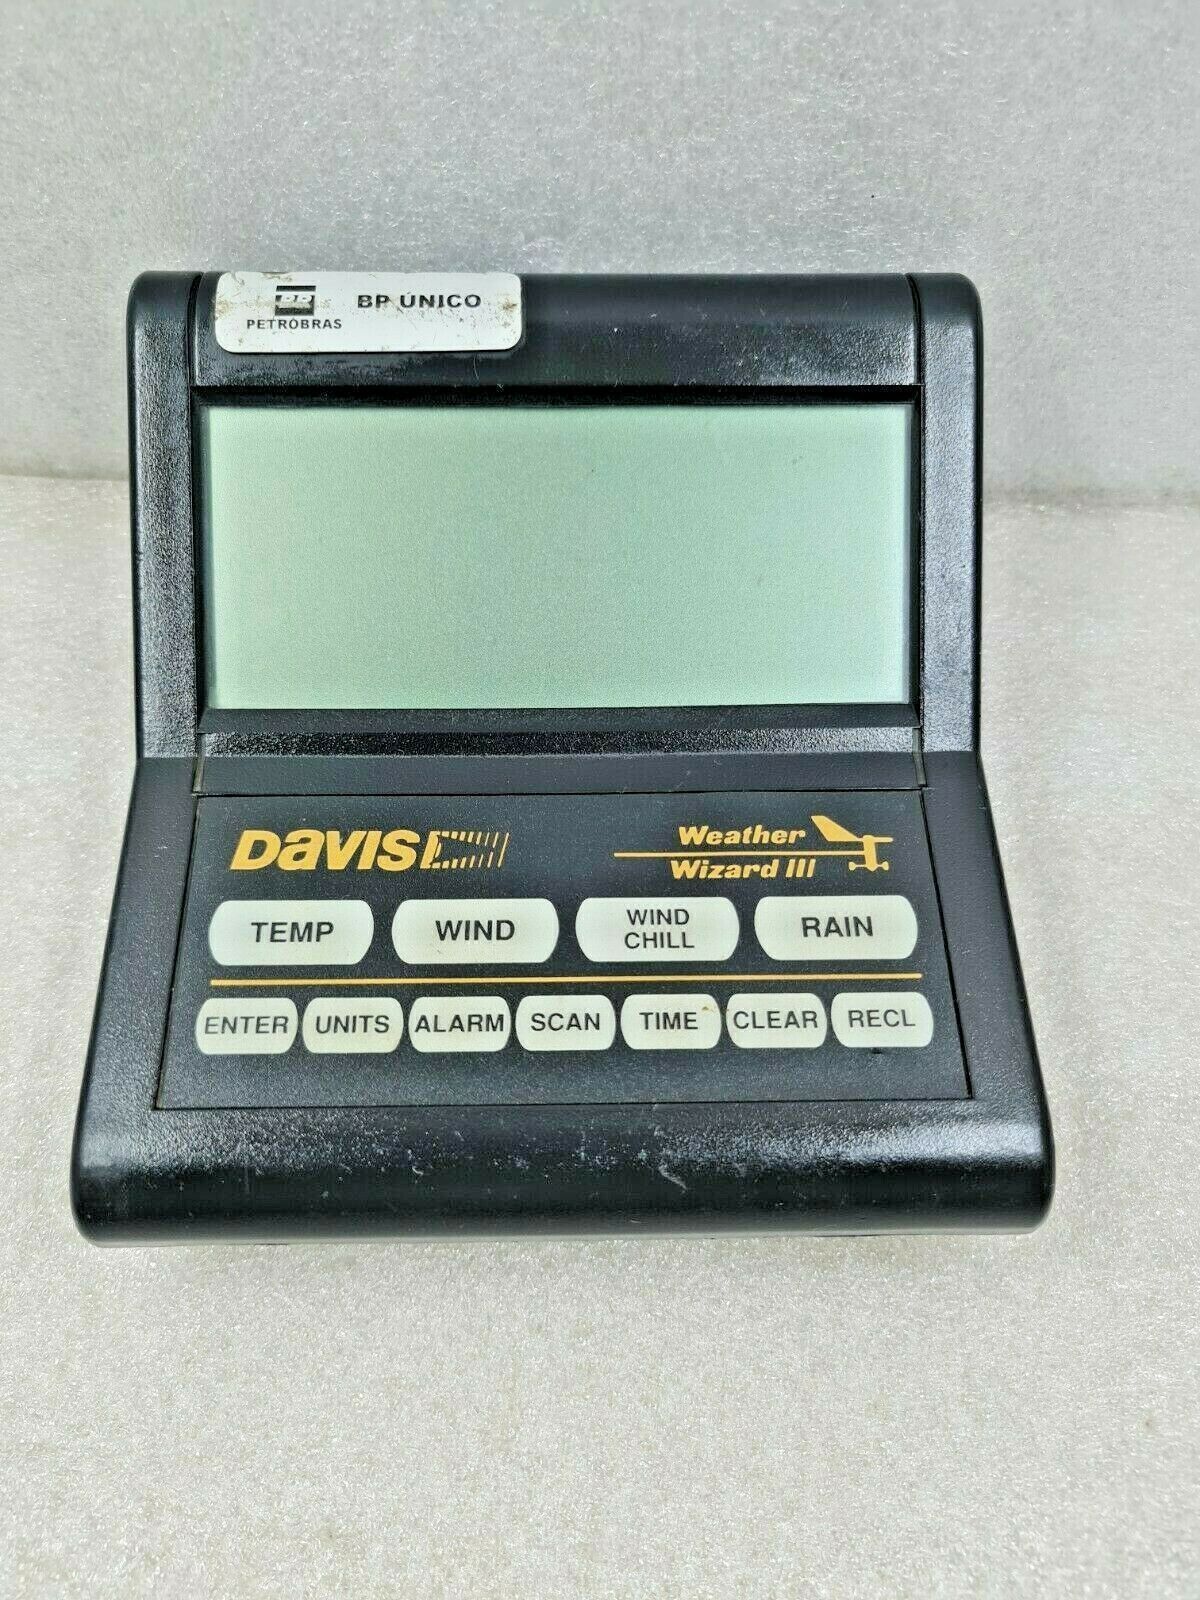 BR
PETROBRAS
BP ÚNICO
DAVIS
Weather
Wizard III
TEMP
WIND
WIND
CHILL
RAIN
ENTER
UNITS
ALARM
SCAN
TIME
CLEAR
RECL